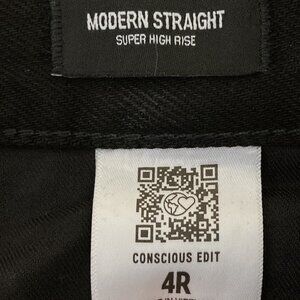 MODERN STRAIGHT
SUPER HIGH RISE
CONSCIOUS EDIT
4R